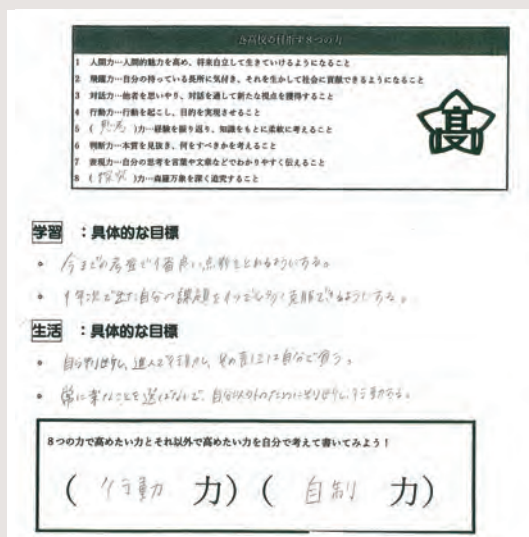 高校の目指す8つの力
1 人間力…人間的魅力を高め、将来自立して生きていけるようになること
2 飛躍力…自分の持っている長所に気付き、それを生かして社会に貢献できるようになること
3 対話力…他者を思いやり、対話を通して新たな視点を獲得すること
4 行動力…行動を起こし、目的を実現させること
5 ( 思考 )力…経験を振り返り、知識をもとに柔軟に考えること
6 判断力…本質を見抜き、何をすべきかを考えること
7 表現力…自分の思考を言葉や文章などでわかりやすく伝えること
8 ( 探究 )力…森羅万象を深く追究すること
高
学習 :具体的な目標
• 今までの考査で1番良い点数をとれるようにする。
• 1年次で出た自分の課題を1つでも多く克服できるようにする。
生活 :具体的な目標
• 自ら判断し、進んで行動し、その責任は自分で負う。
• 常に楽なことを選ばないで、自分以外のために行動する。
8つの力で高めたい力とそれ以外で高めたい力を自分で考えて書いてみよう!
( 行動 力) ( 自制 力)